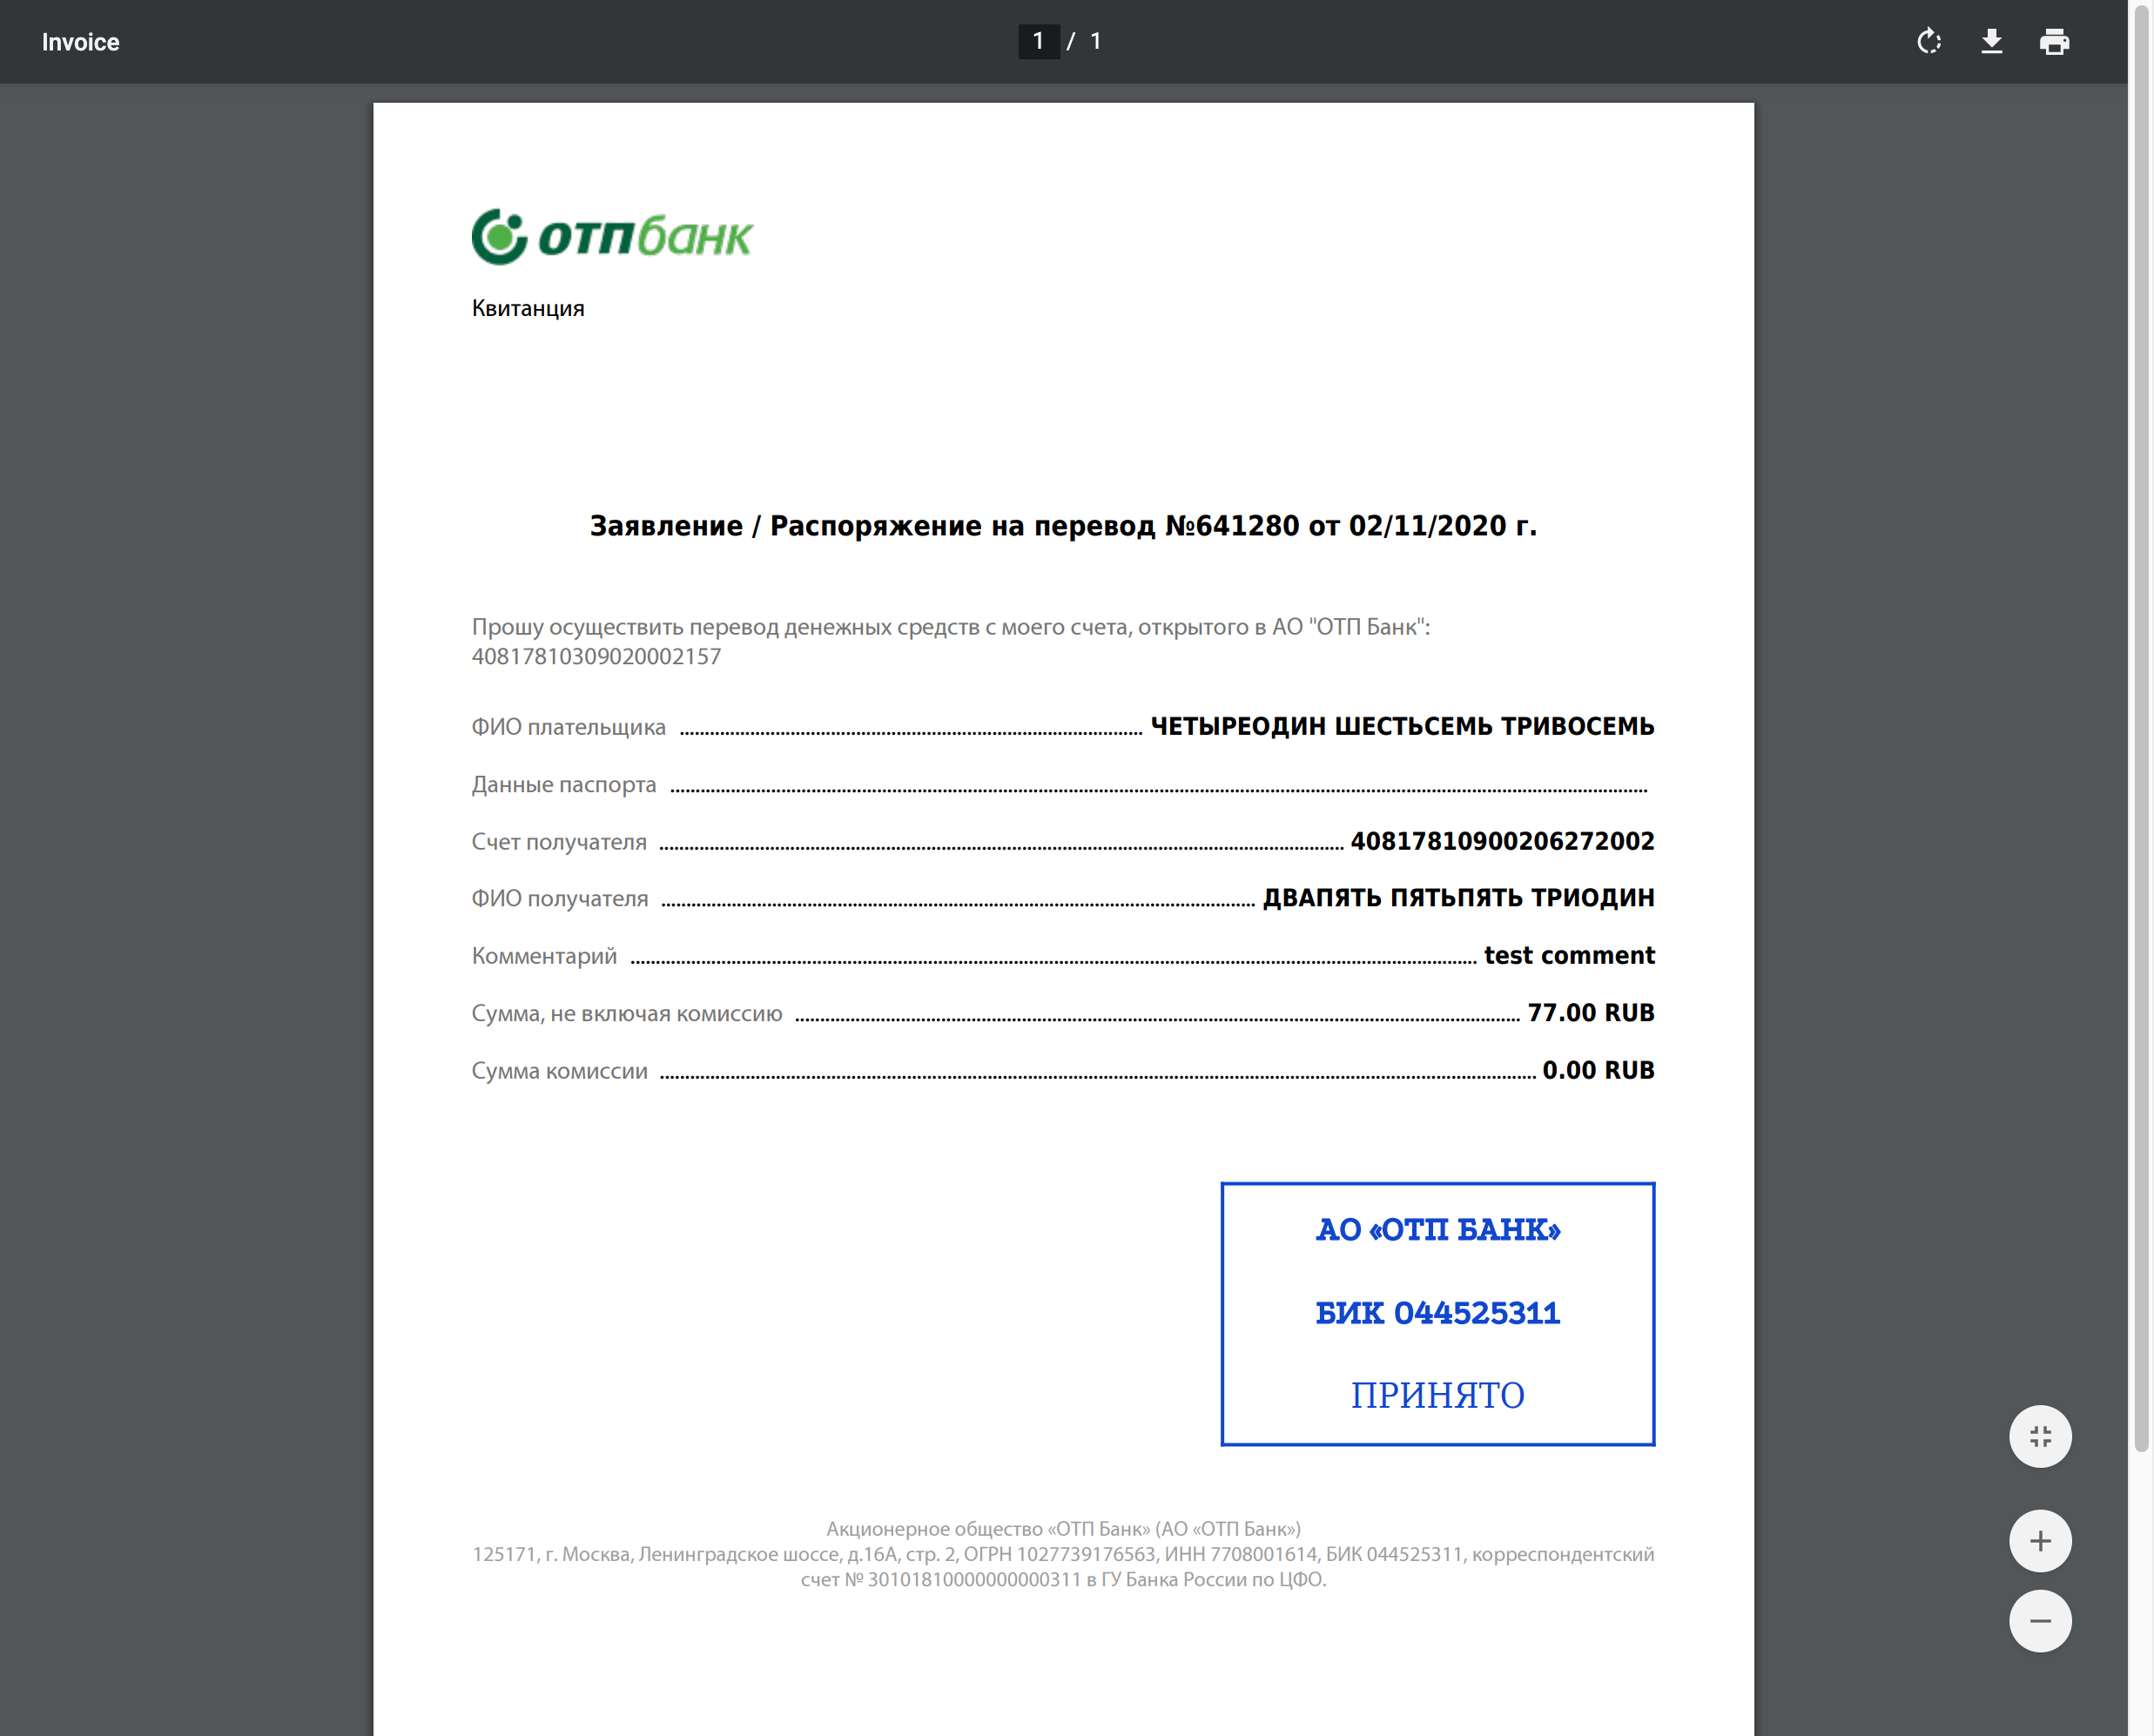 Invoice
1 / 1
отпбанк
Квитанция
Заявление / Распоряжение на перевод №641280 от 02/11/2020 г.
Прошу осуществить перевод денежных средств с моего счета, открытого в АО "ОТП Банк":
40817810309020002157
ФИО плательщика ЧЕТЫРЕОДИН ШЕСТЬСЕМЬ ТРИВОСЕМЬ
Данные паспорта
Счет получателя 40817810900206272002
ФИО получателя ДВАПЯТЬ ПЯТЬПЯТЬ ТРИОДИН
Комментарий test comment
Сумма, не включая комиссию 77.00 RUB
Сумма комиссии 0.00 RUB
АО «ОТП БАНК»
БИК 044525311
ПРИНЯТО
Акционерное общество «ОТП Банк» (АО «ОТП Банк»)
125171, г. Москва, Ленинградское шоссе, д.16А, стр. 2, ОГРН 1027739176563, ИНН 7708001614, БИК 044525311, корреспондентский
счет № 30101810000000000311 в ГУ Банка России по ЦФО.